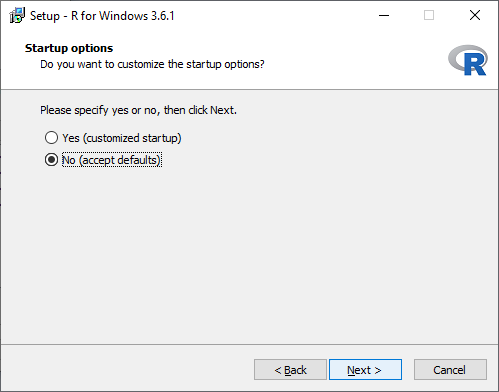 Setup - R for Windows 3.6.1
Startup options
Do you want to customize the startup options?
R
Please specify yes or no, then click Next.
Yes (customized startup)
No (accept defaults)
< Back
Next >
Cancel